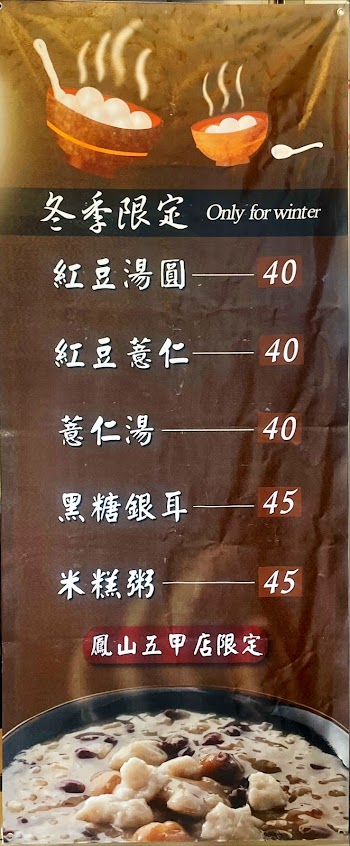 冬季限定 Only for winter
紅豆湯圓 40
紅豆薏仁 40
薏仁湯 40
黑糖銀耳 45
米糕粥 45
鳳山五甲店限定